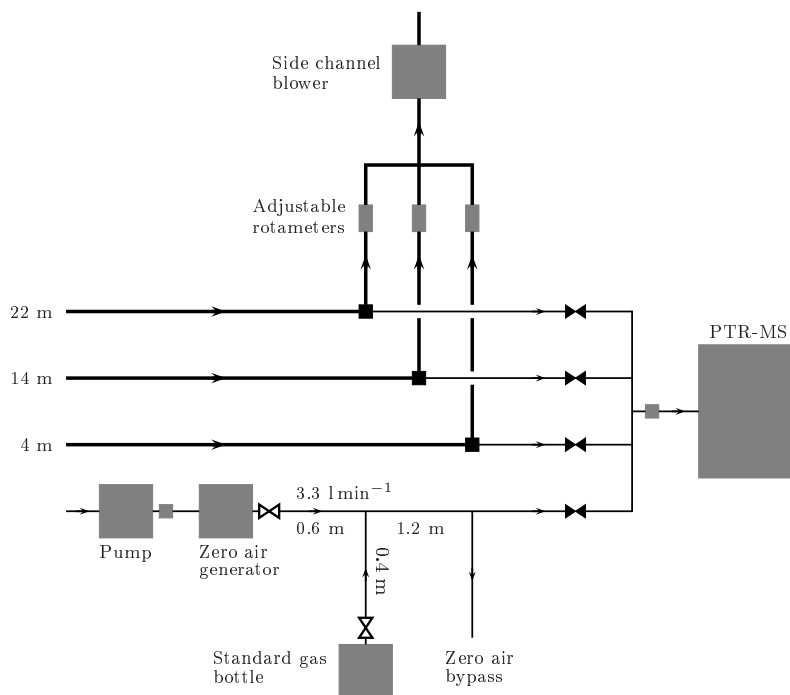 Side channel
blower
Adjustable
rotameters
22 m
PTR-MS
14 m
4 m
3.3 l min⁻¹
0.6 m
1.2 m
Pump
Zero air
generator
0.4 m
Standard gas
bottle
Zero air
bypass